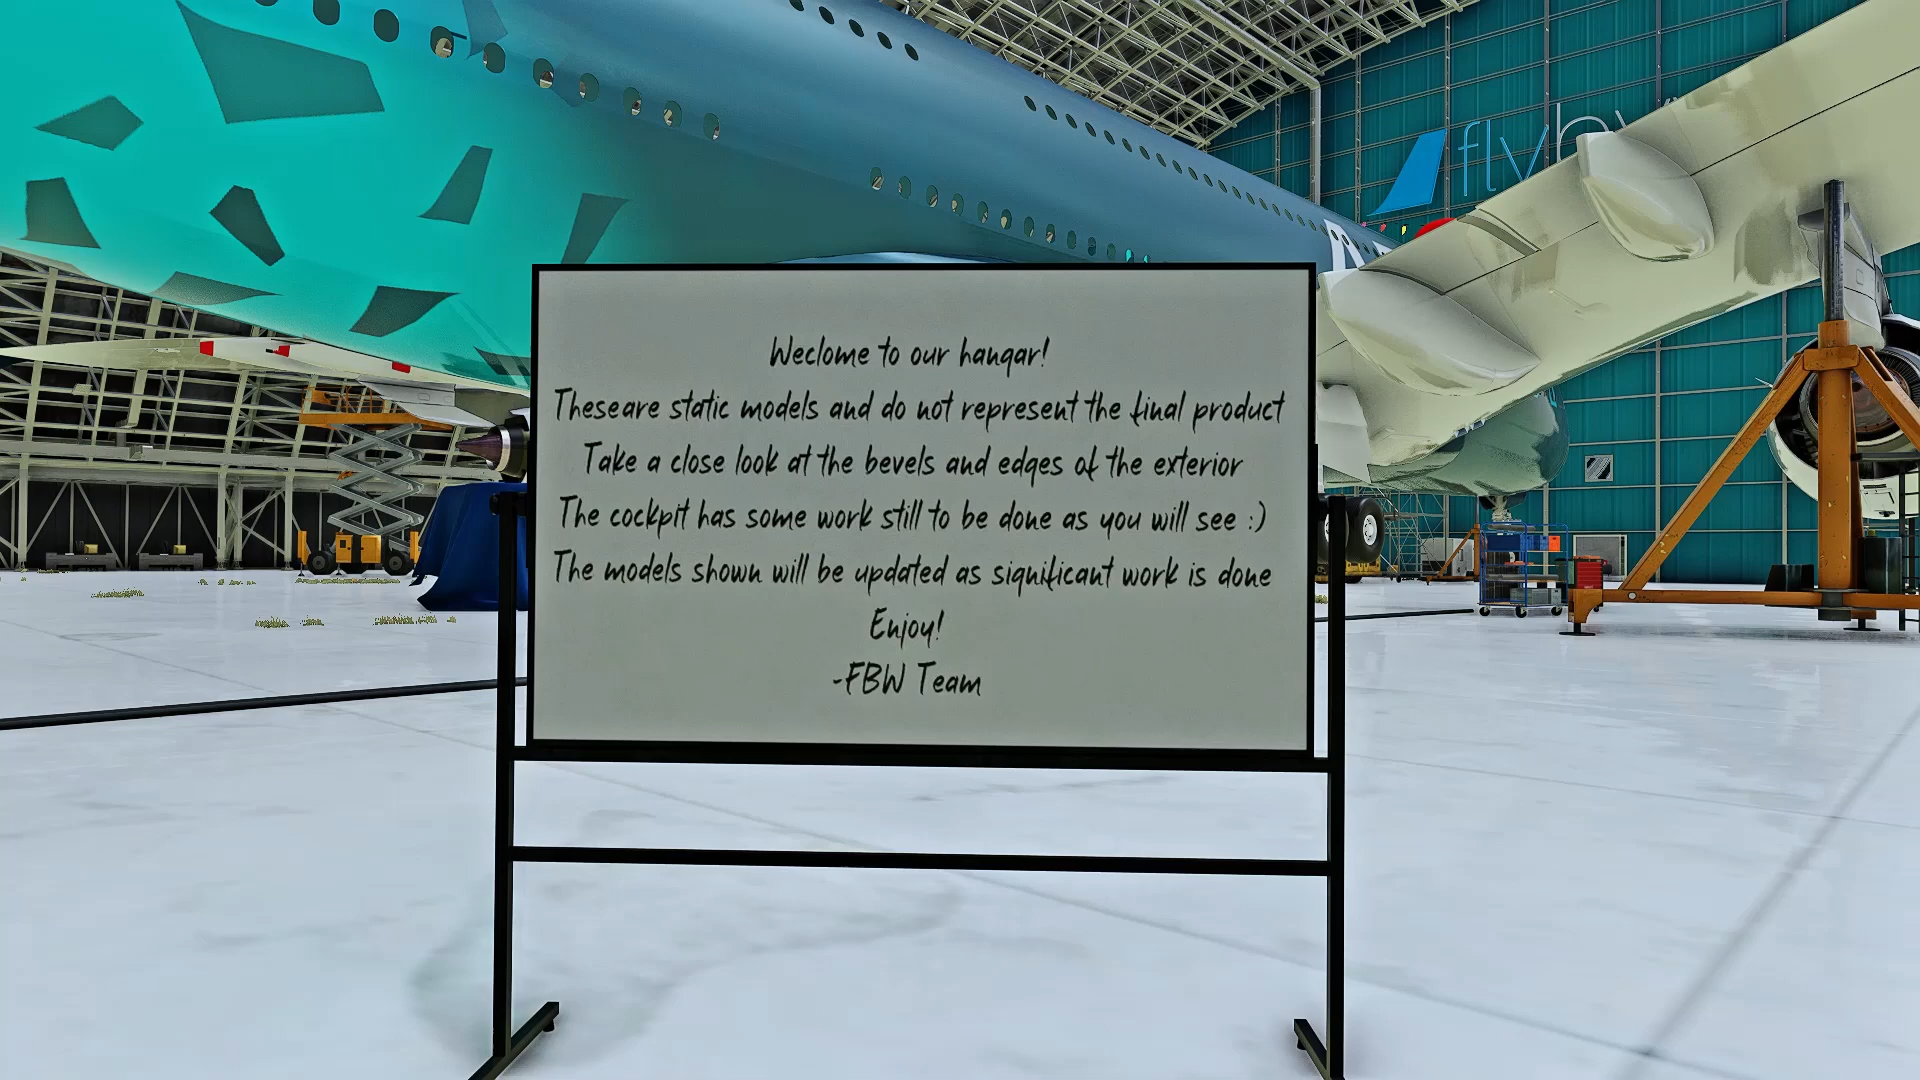 flyby
Weclome to our hangar!
Theseare static models and do not represent the final product
Take a close look at the bevels and edges of the exterior
The cockpit has some work still to be done as you will see :)
The models shown will be updated as significant work is done
Enjoy!
-FBW Team